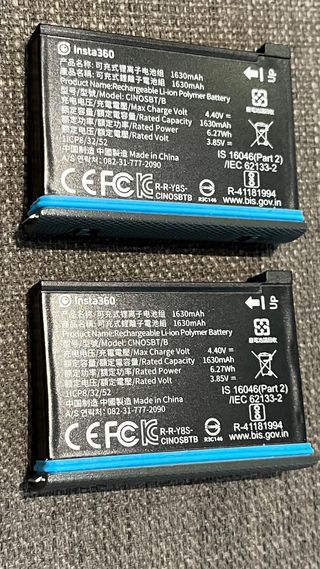 Insta360
产品名称: 可充式锂离子电池组 1630mAh
產品名稱: 可充式鋰離子電池組 1630mAh
Product Name:Rechargeable Li-ion Polymer Battery
型号/型號/Model: CINOSBT/B
充电电压/充電電壓/Max Charge Volt 4.40V
额定容量/額定容量/Rated Capacity 1630mAh
额定功率/額定功率/Rated Power 6.27Wh
额定电压/額定電壓/Rated Volt 3.85V
1ICP8/32/52
中国制造 中國製造 Made in China
A/S 연락처: 082-31-777-2090
UP
IS 16046(Part 2)
/IEC 62133-2
R-41181994
www.bis.gov.in
CE FC KC R-R-Y8S-
CINOSBTB
R3C146
Insta360
产品名称: 可充式锂离子电池组 1630mAh
產品名稱: 可充式鋰離子電池組 1630mAh
Product Name:Rechargeable Li-ion Polymer Battery
型号/型號/Model: CINOSBT/B
充电电压/充電電壓/Max Charge Volt 4.40V
额定容量/額定容量/Rated Capacity 1630mAh
额定功率/額定功率/Rated Power 6.27Wh
额定电压/額定電壓/Rated Volt 3.85V
1ICP8/32/52
中国制造 中國製造 Made in China
A/S 연락처: 082-31-777-2090
UP
IS 16046(Part 2)
/IEC 62133-2
R-41181994
www.bis.gov.in
CE FC KC R-R-Y8S-
CINOSBTB
R3C146